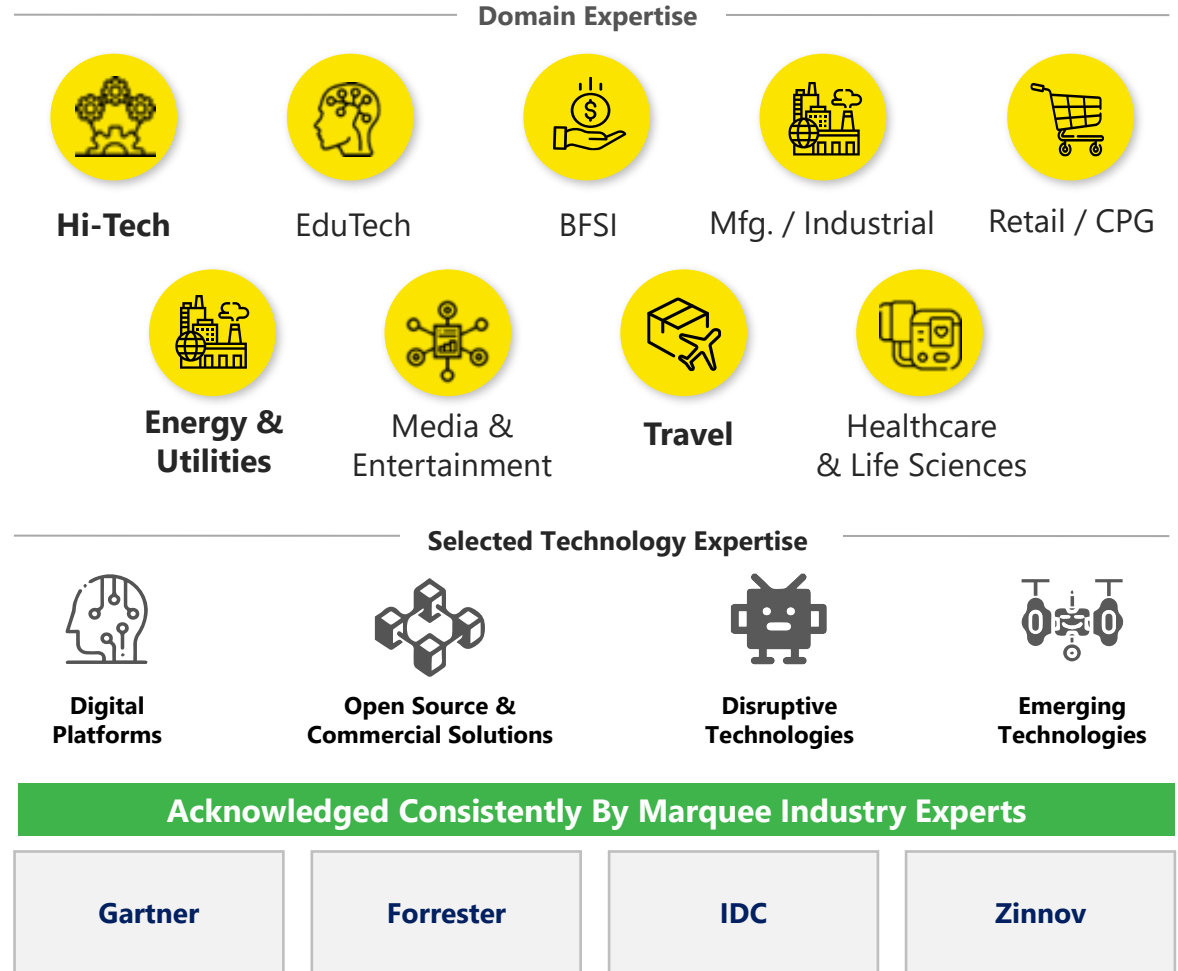 Domain Expertise
Hi-Tech
EduTech
BFSI
Mfg. / Industrial
Retail / CPG
Energy &
Utilities
Media &
Entertainment
Travel
Healthcare
& Life Sciences
Selected Technology Expertise
Digital
Platforms
Open Source &
Commercial Solutions
Disruptive
Technologies
Emerging
Technologies
Acknowledged Consistently By Marquee Industry Experts
Gartner
Forrester
IDC
Zinnov